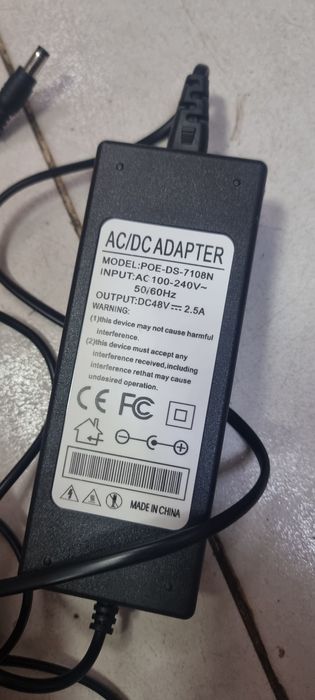 AC/DC ADAPTER
MODEL:POE-DS-7108N
INPUT:AC 100-240V~
50/60Hz
OUTPUT:DC48V⎓ 2.5A
WARNING:
(1)this device may not cause harmful
interference.
(2)this device must accept any
interference received,including
interference rethat may cause
undesired operation.
CE FC
MADE IN CHINA